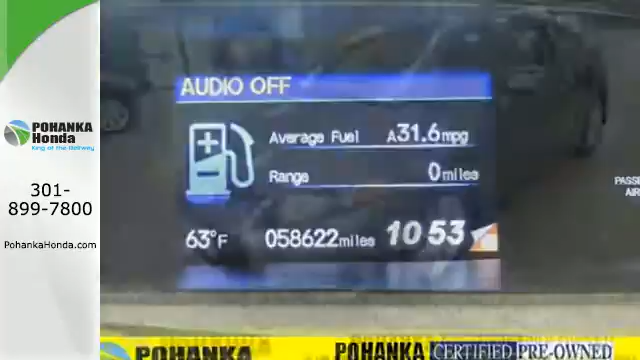 AUDIO OFF
Average Fuel A31.6mpg
Range 0miles
63°F 058622miles 10 53
PASSE
AIR
POHANKA
Honda
King of the Beltway
301-
899-7800
PohankaHonda.com
POHANKA
POHANKA CERTIFIED PRE-OWNED